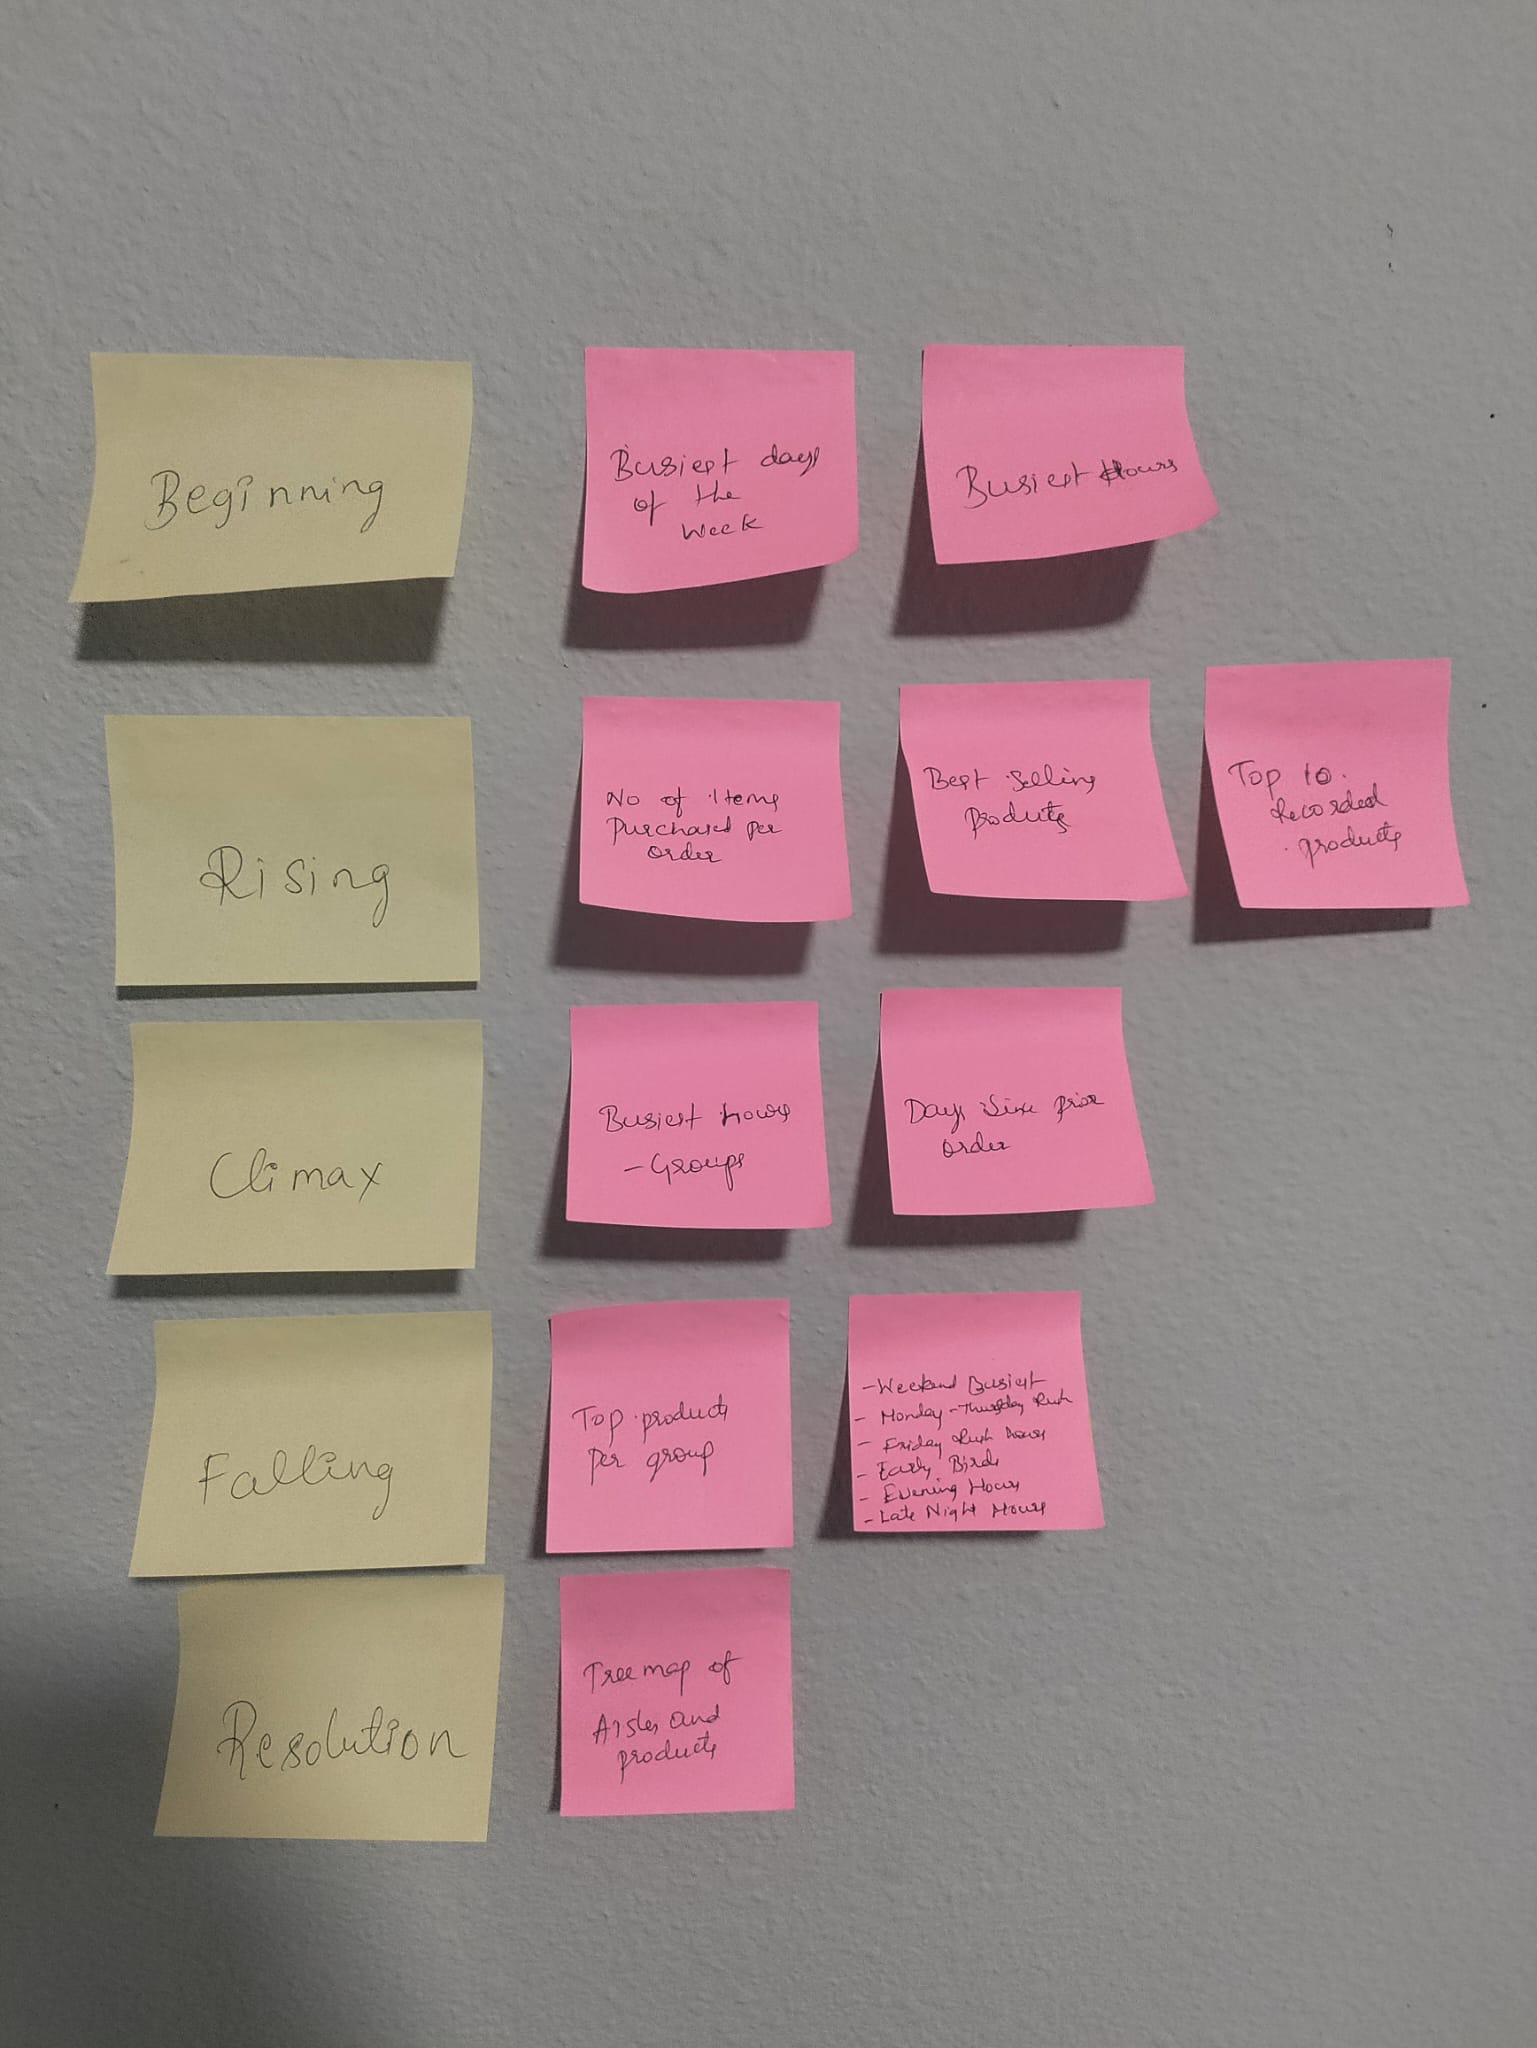 Beginning
Busiest days
of the
week
Busiest Hours
Rising
No of items
Purchased per
order
Best Selling
products
Top 10
Recorded
products
Climax
Busiest hours
- Groups
Days since prior
order
Falling
Top products
per group
- Weekend Busiest
- Monday - Thursday Rush
- Friday Rush hours
- Early Birds
- Evening Hours
- Late Night Hours
Resolution
Tree map of
Aisles and
products